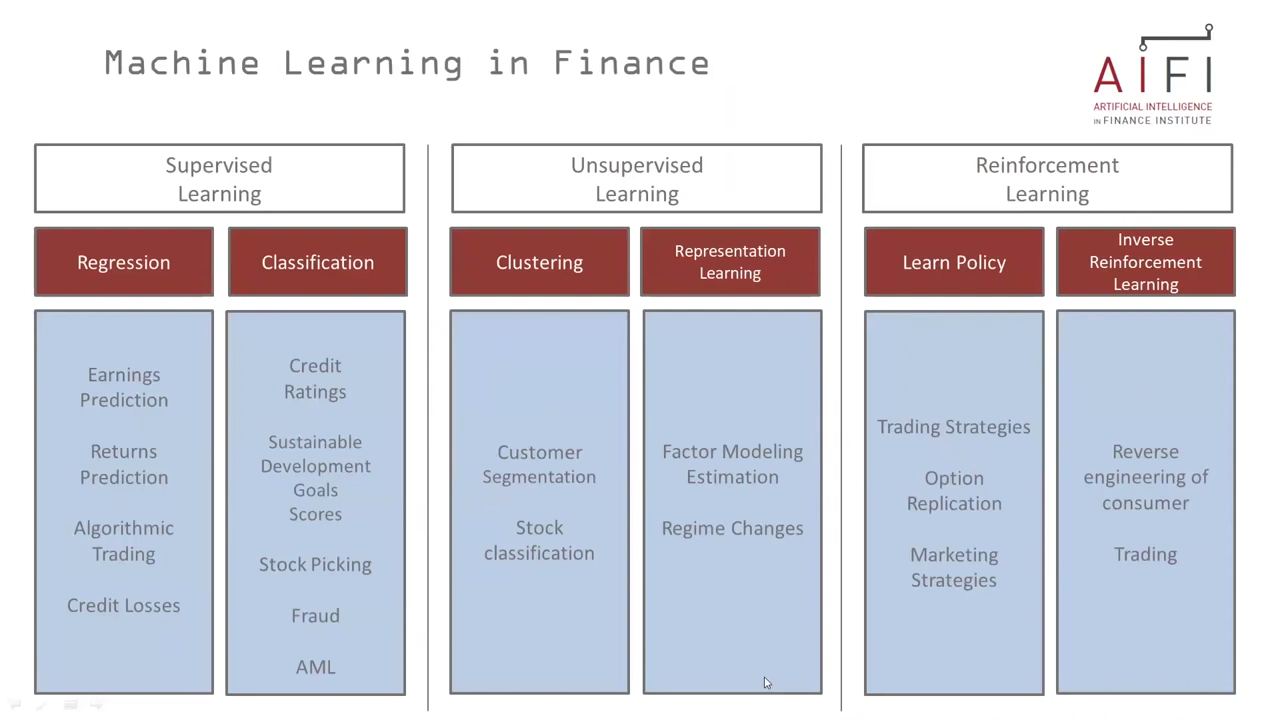 Machine Learning in Finance
AIFI
ARTIFICIAL INTELLIGENCE
IN FINANCE INSTITUTE
Supervised
Learning
Regression
Classification
Earnings
Prediction
Returns
Prediction
Algorithmic
Trading
Credit Losses
Credit
Ratings
Sustainable
Development
Goals
Scores
Stock Picking
Fraud
AML
Unsupervised
Learning
Clustering
Representation
Learning
Customer
Segmentation
Stock
classification
Factor Modeling
Estimation
Regime Changes
Reinforcement
Learning
Learn Policy
Inverse
Reinforcement
Learning
Trading Strategies
Option
Replication
Marketing
Strategies
Reverse
engineering of
consumer
Trading